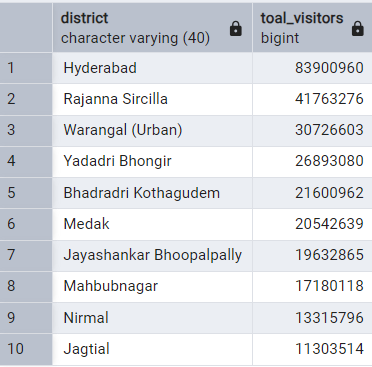 district toal_visitors
character varying (40) bigint
1 Hyderabad 83900960
2 Rajanna Sircilla 41763276
3 Warangal (Urban) 30726603
4 Yadadri Bhongir 26893080
5 Bhadradri Kothagudem 21600962
6 Medak 20542639
7 Jayashankar Bhoopalpally 19632865
8 Mahbubnagar 17180118
9 Nirmal 13315796
10 Jagtial 11303514